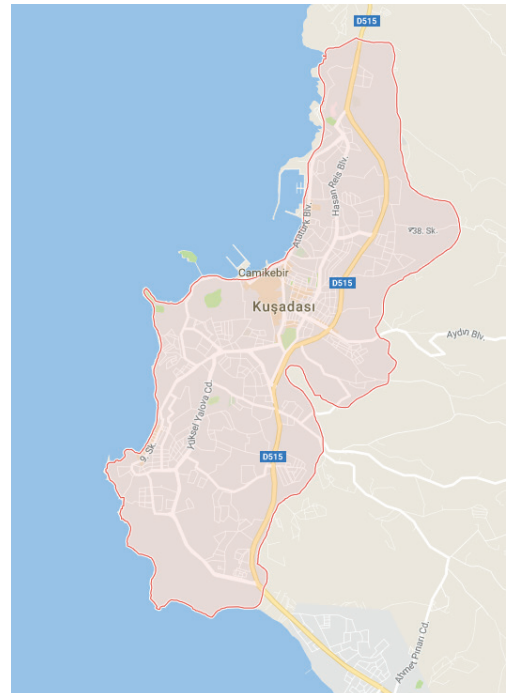 D515
Hasan Reis Blv.
Atatürk Blv.
38. Sk.
Camikebir
D515
Kuşadası
Aydın Blv.
Yüksel Yalova Cd.
9. Sk.
D515
Ahmet Pınarı Cd.